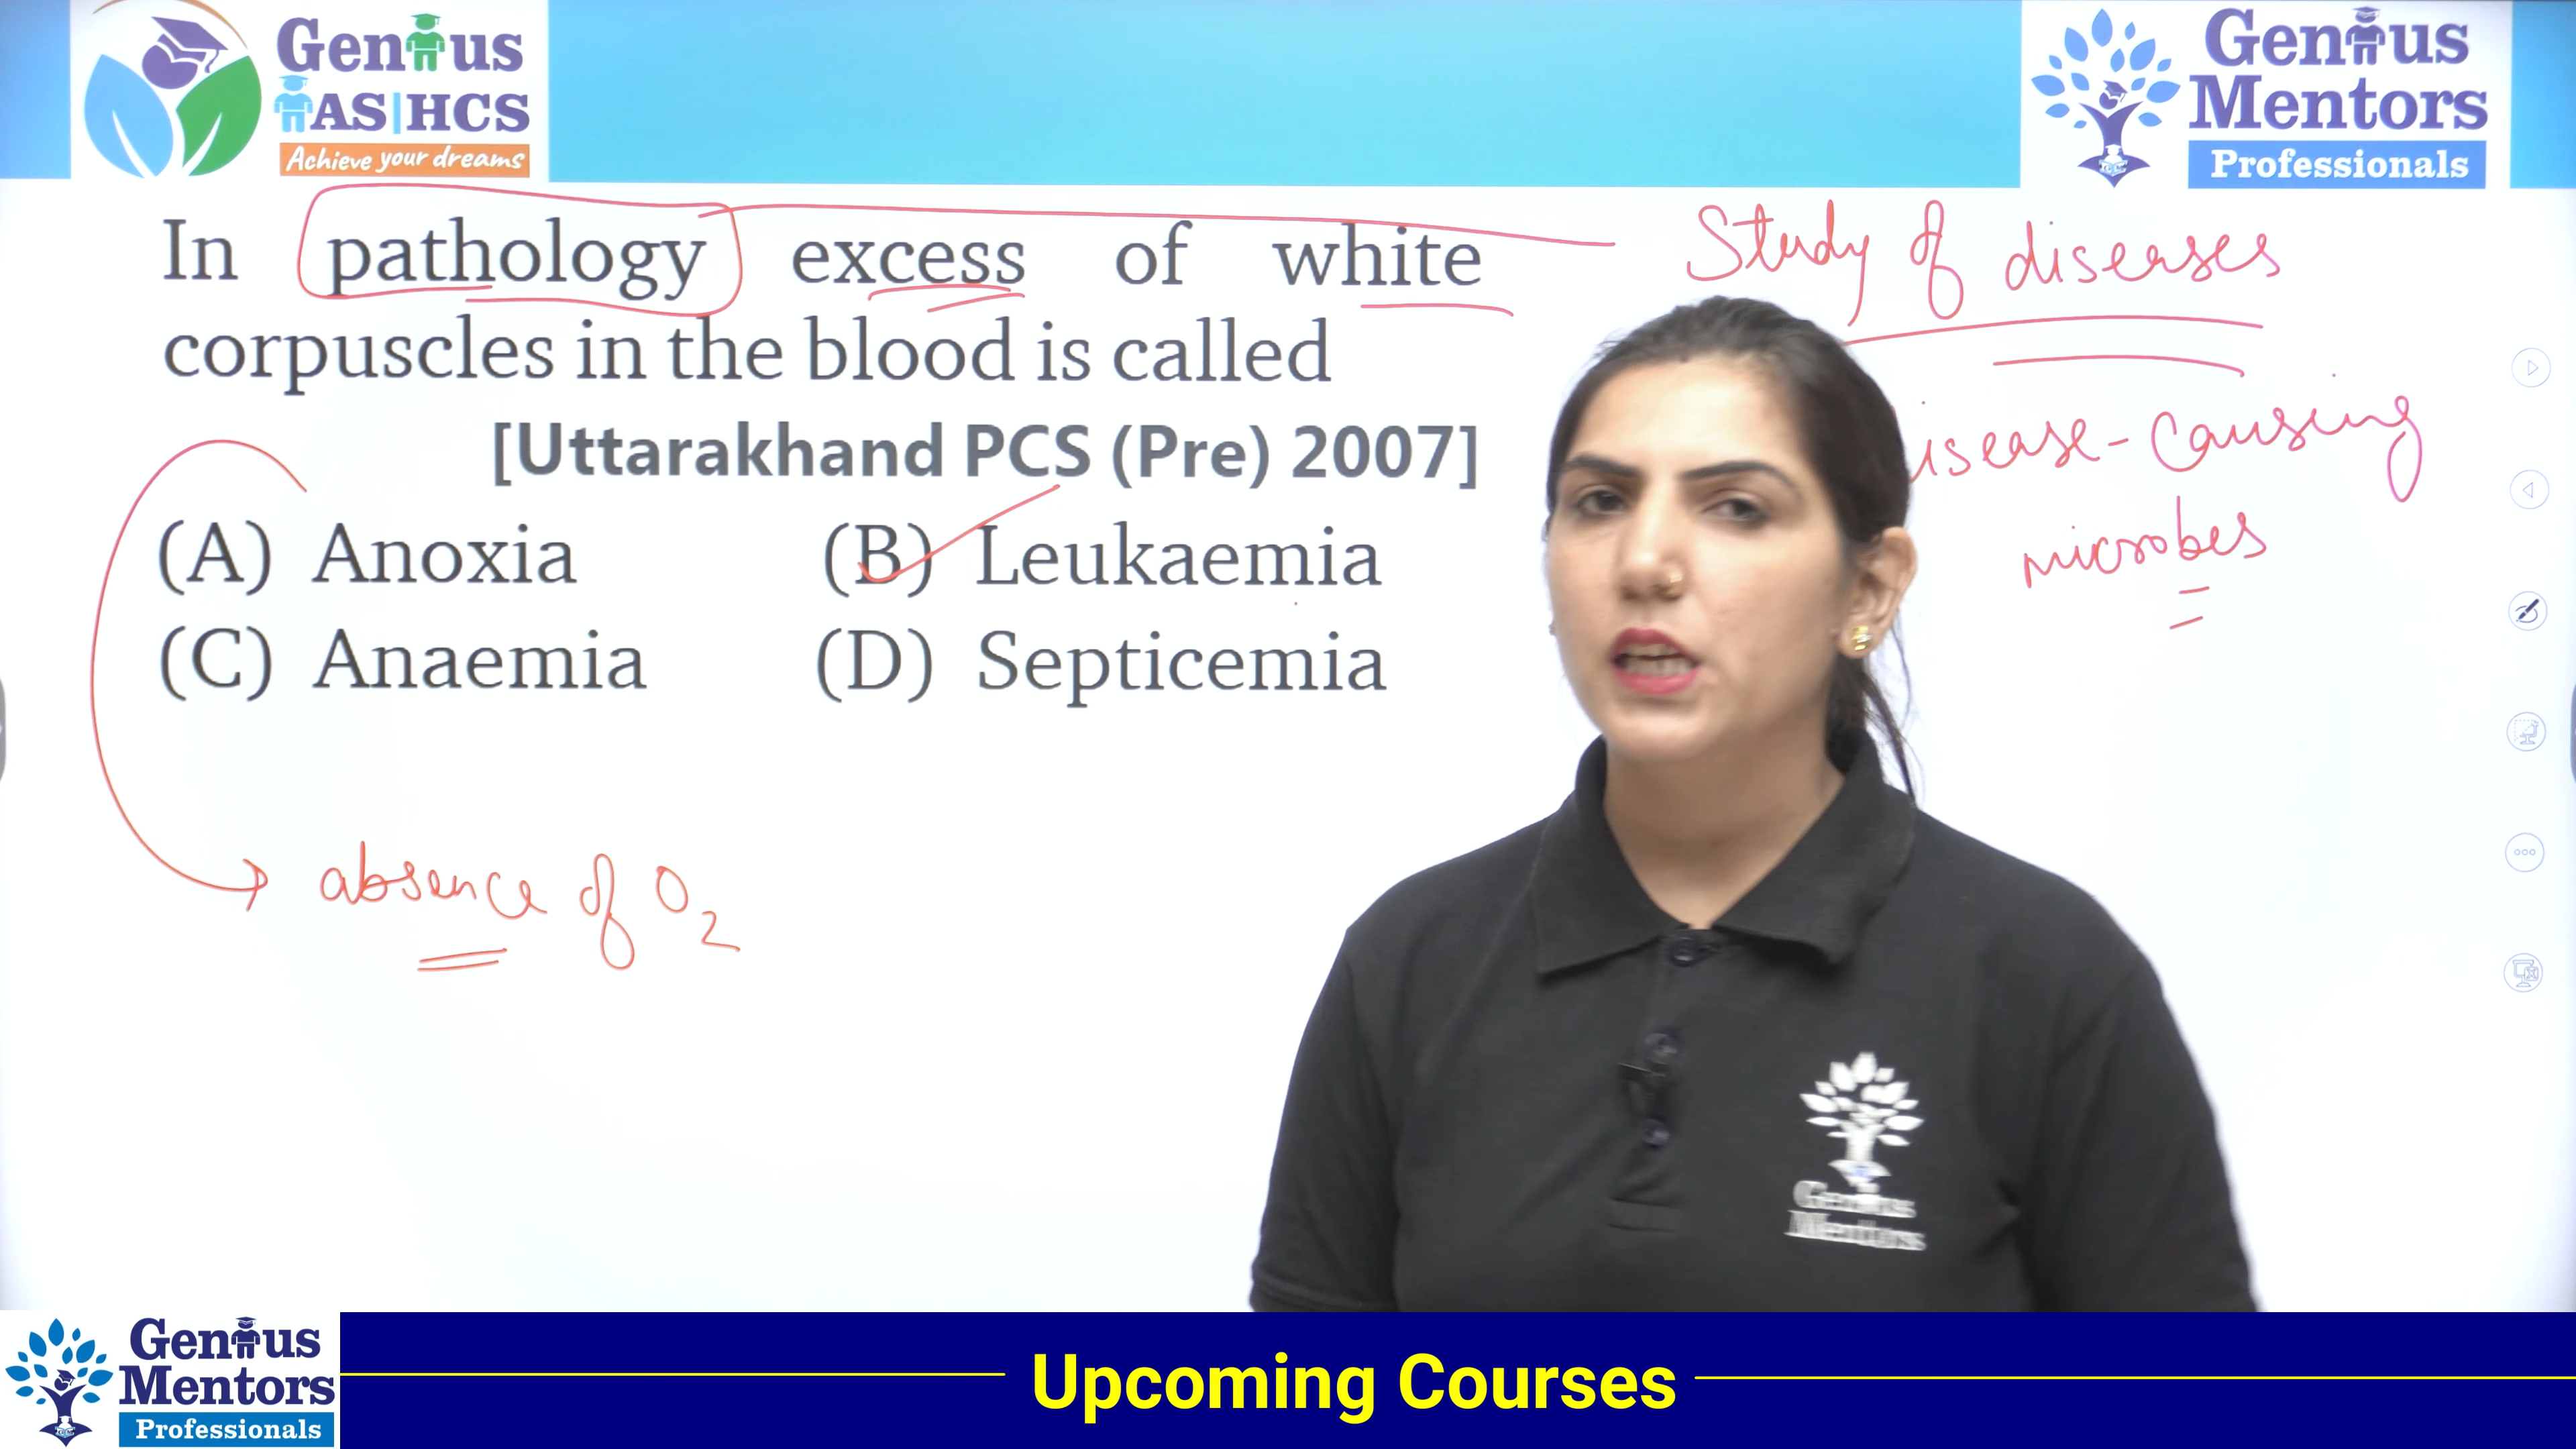 Genius
IAS|HCS
Achieve your dreams
Genius
Mentors
Professionals
In pathology excess of white
corpuscles in the blood is called
[Uttarakhand PCS (Pre) 2007]
(A) Anoxia (B) Leukaemia
(C) Anaemia (D) Septicemia
Study of diseases
isease-causing
microbes
absence of O2
Genius
Mentors
Genius
Mentors
Professionals
Upcoming Courses